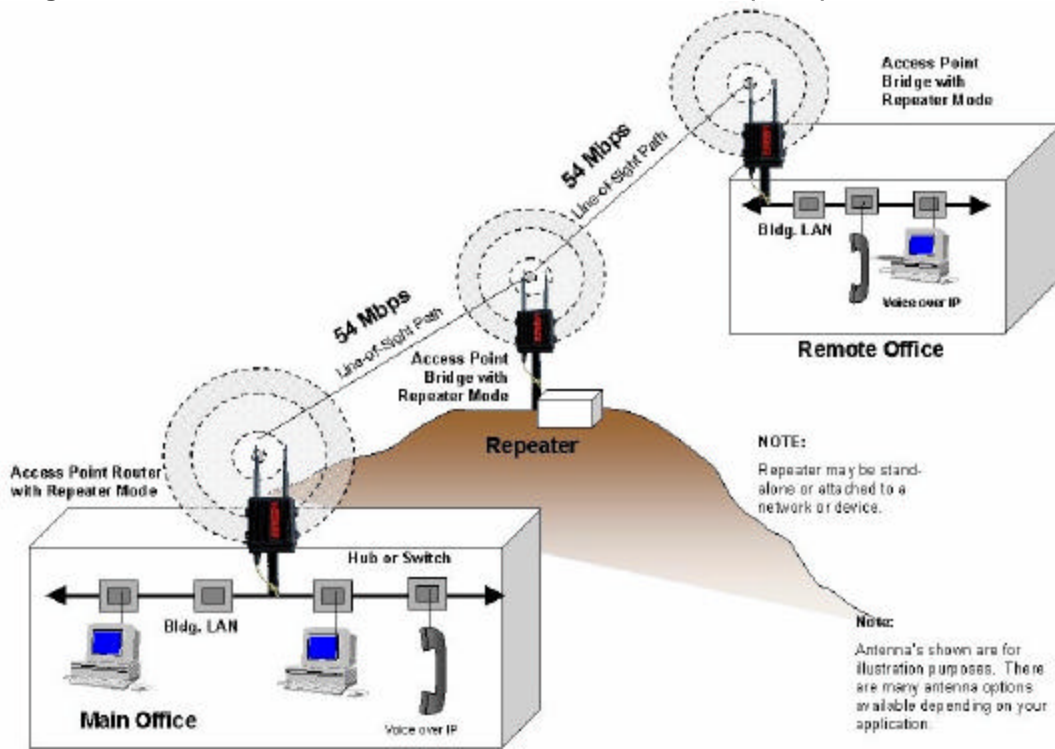 Access Point
Bridge with
Repeater Mode
54 Mbps
Line-of-Sight Path
Bldg. LAN
Voice over IP
Remote Office
54 Mbps
Line-of-Sight Path
Access Point
Bridge with
Repeater Mode
Repeater
NOTE:
Repeater may be stand-
alone or attached to a
network or device.
Access Point Router
with Repeater Mode
Hub or Switch
Bldg. LAN
Voice over IP
Main Office
Note:
Antenna's shown are for
illustration purposes. There
are many antenna options
available depending on your
application.